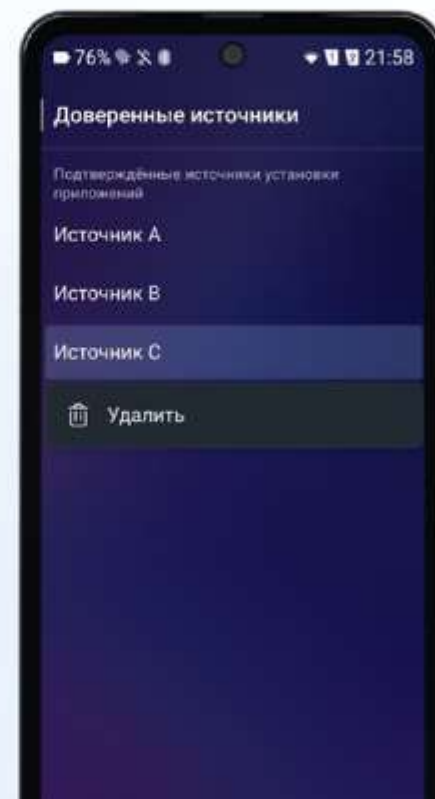 76% 21:58
Доверенные источники
Подтверждённые источники установки
приложений
Источник A
Источник B
Источник C
Удалить